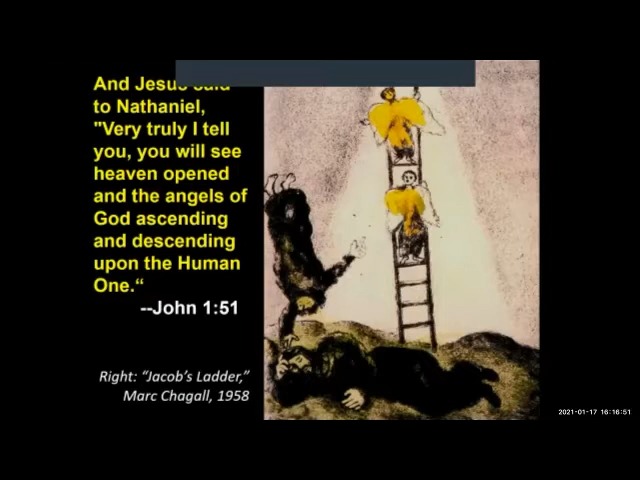 And Jesus said
to Nathaniel,
"Very truly I tell
you, you will see
heaven opened
and the angels of
God ascending
and descending
upon the Human
One.“
--John 1:51
Right: “Jacob’s Ladder,”
Marc Chagall, 1958
2021-01-17 16:16:51